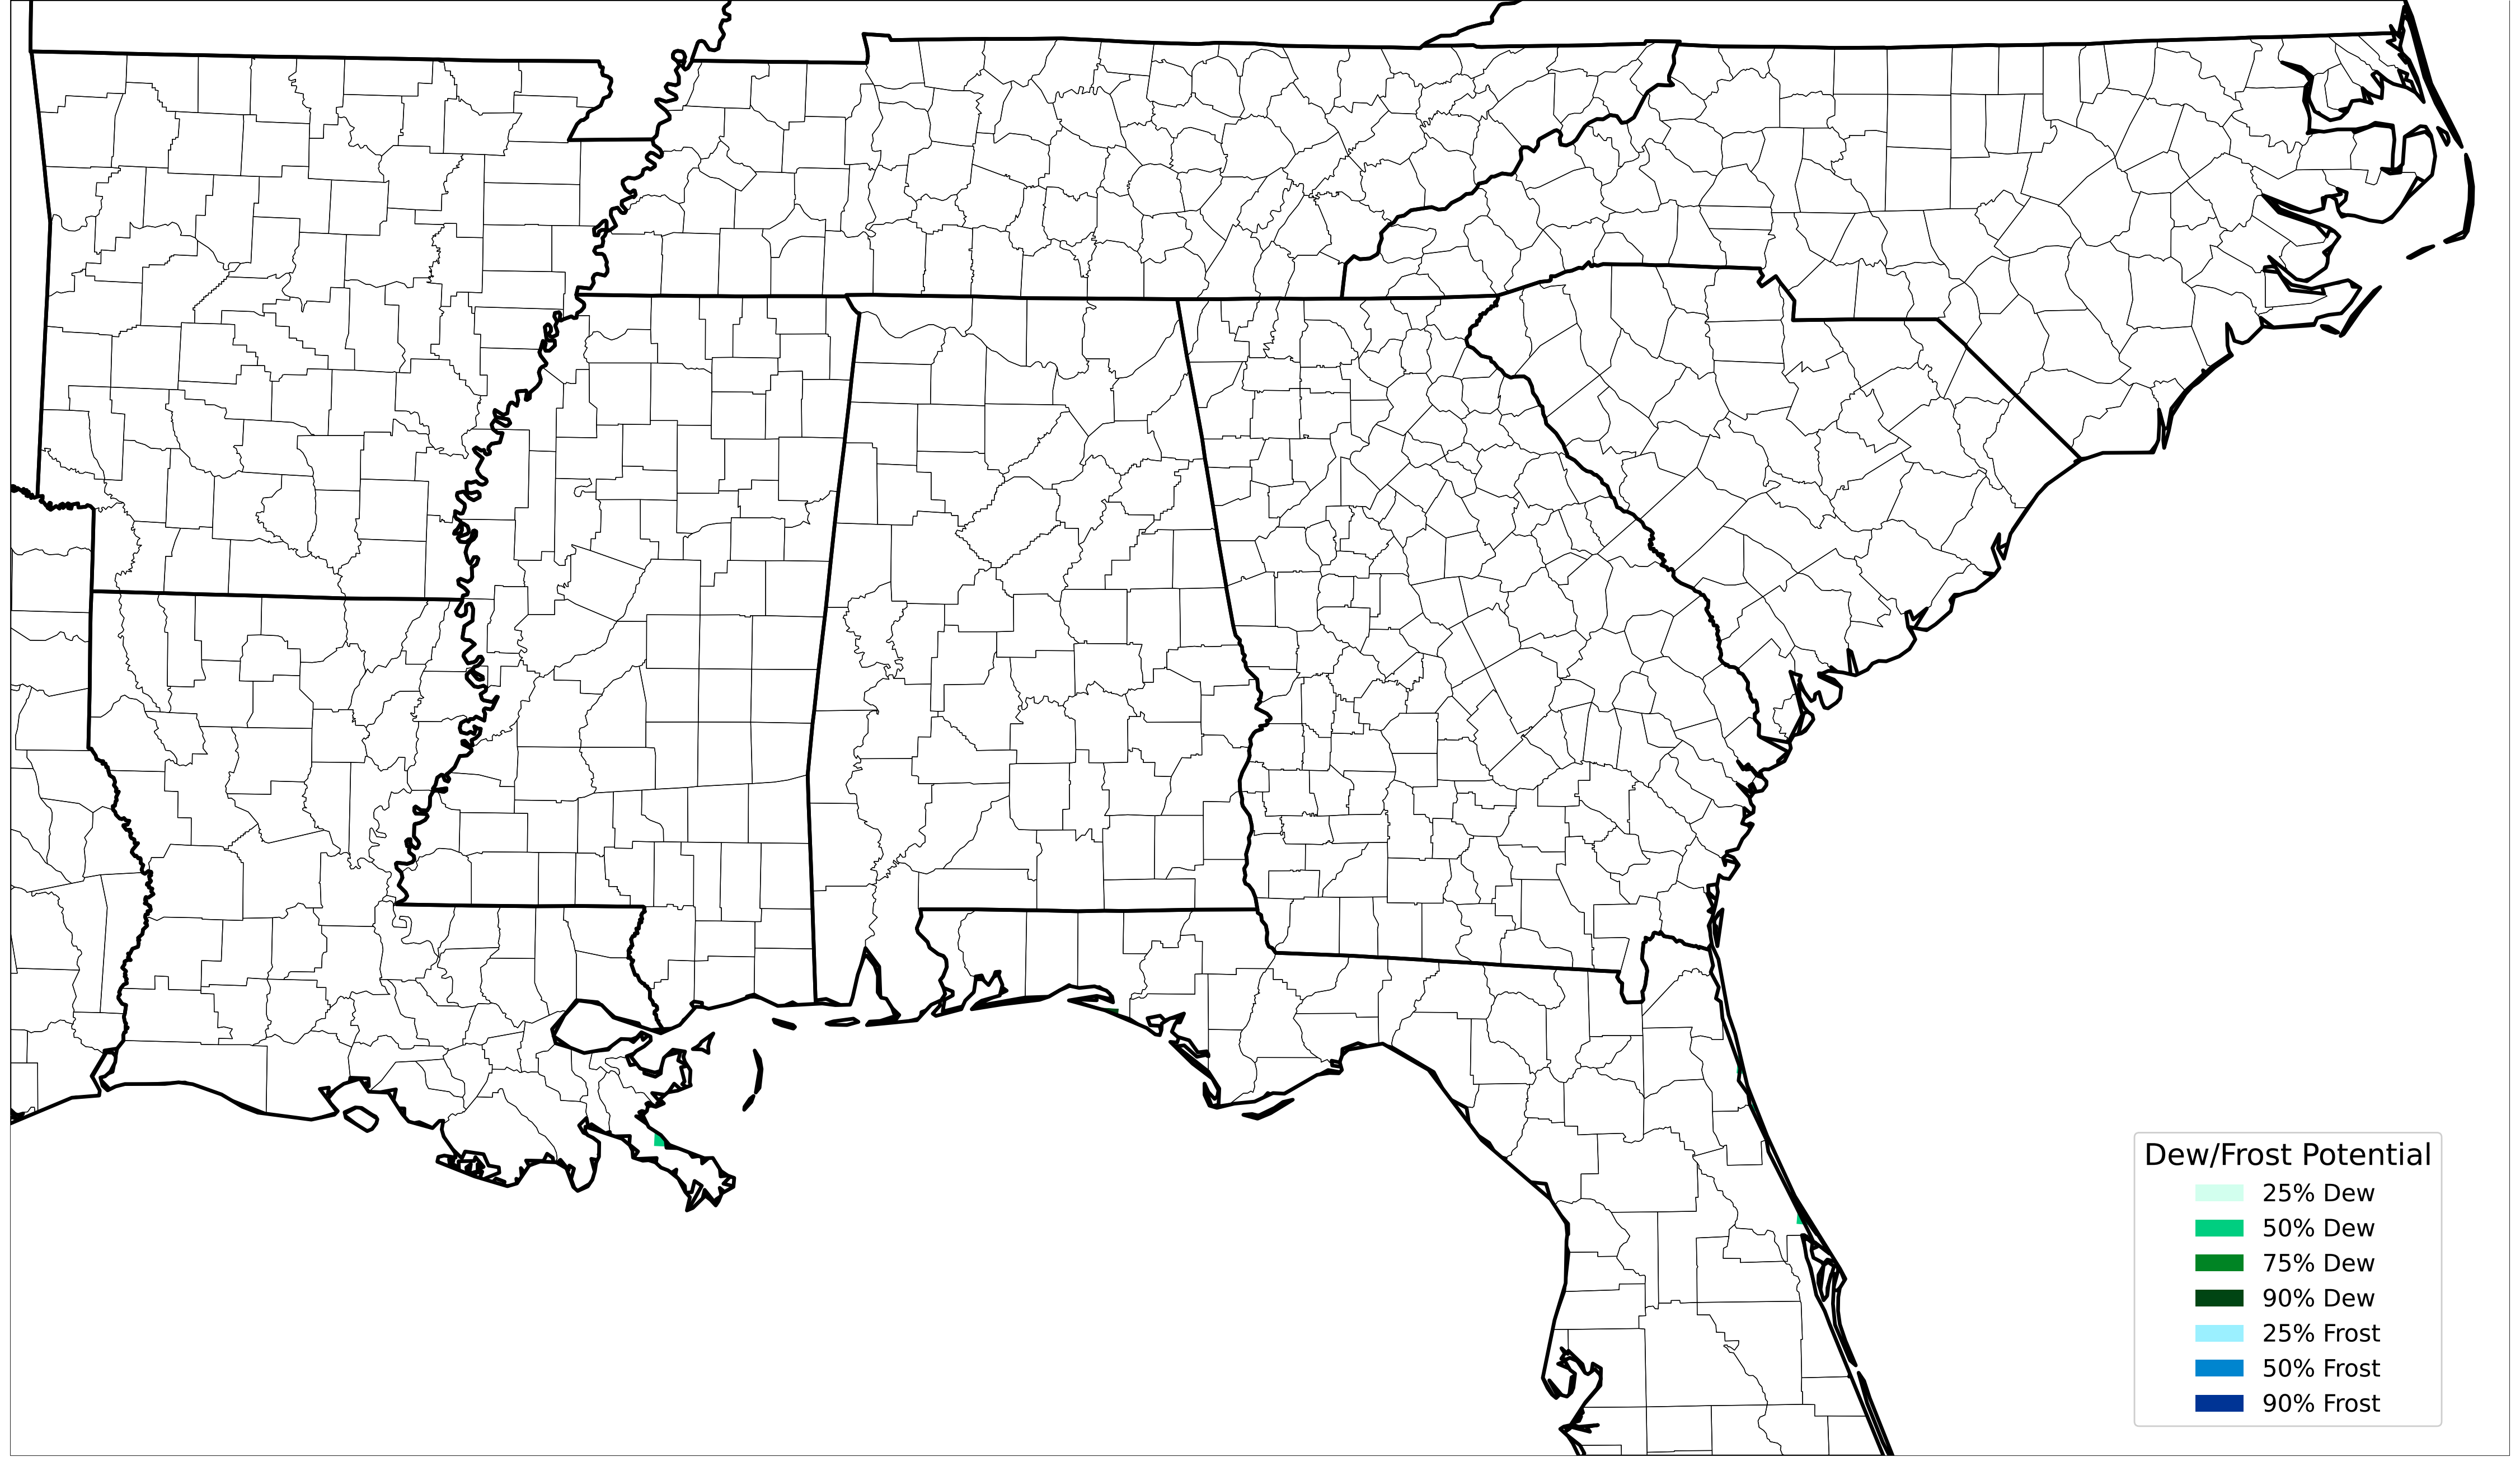 Dew/Frost Potential
25% Dew
50% Dew
75% Dew
90% Dew
25% Frost
50% Frost
90% Frost